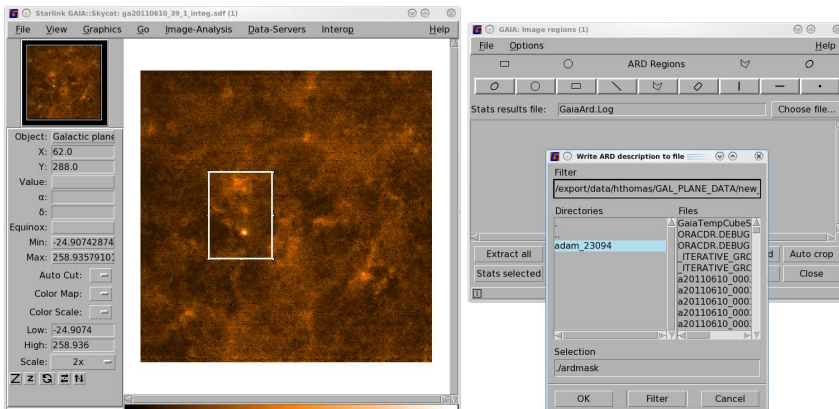 Starlink GAIA::Skycat: ga20110610_39_1_integ.sdf (1)
File View Graphics Go Image-Analysis Data-Servers Interop Help
Object: Galactic plane
X: 62.0
Y: 288.0
Value:
α:
δ:
Equinox:
Min: -24.90742874
Max: 258.93579101
Auto Cut:
Color Map:
Color Scale:
Low: -24.9074
High: 258.936
Scale: 2x
Z z
GAIA: Image regions (1)
File Options Help
ARD Regions
Stats results file: GaiaArd.Log Choose file...
Extract all d Auto crop
Stats selected Close
Write ARD description to file
Filter
/export/data/hthomas/GAL_PLANE_DATA/new_
Directories Files
. GaiaTempCubeS
.. ORACDR.DEBUG
adam_23094 ORACDR.DEBUG
_ITERATIVE_GRC
_ITERATIVE_GRC
a20110610_000
a20110610_000
a20110610_000
a20110610_000
a20110610_000
Selection
./ardmask
OK Filter Cancel